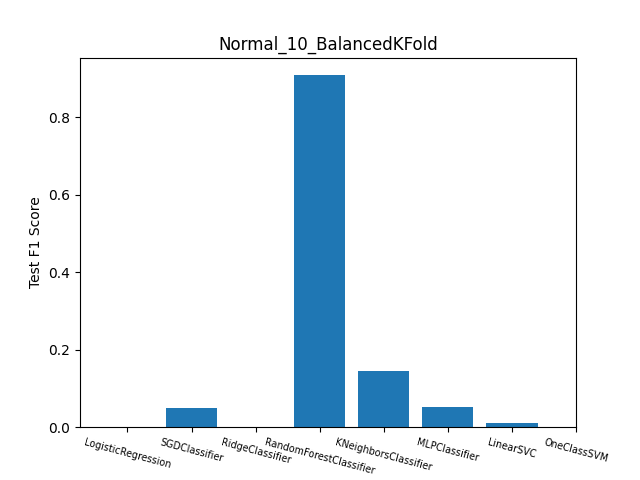 Normal_10_BalancedKFold
Test F1 Score
0.8
0.6
0.4
0.2
0.0
LogisticRegression
SGDClassifier
RidgeClassifier
RandomForestClassifier
KNeighborsClassifier
MLPClassifier
LinearSVC
OneClassSVM